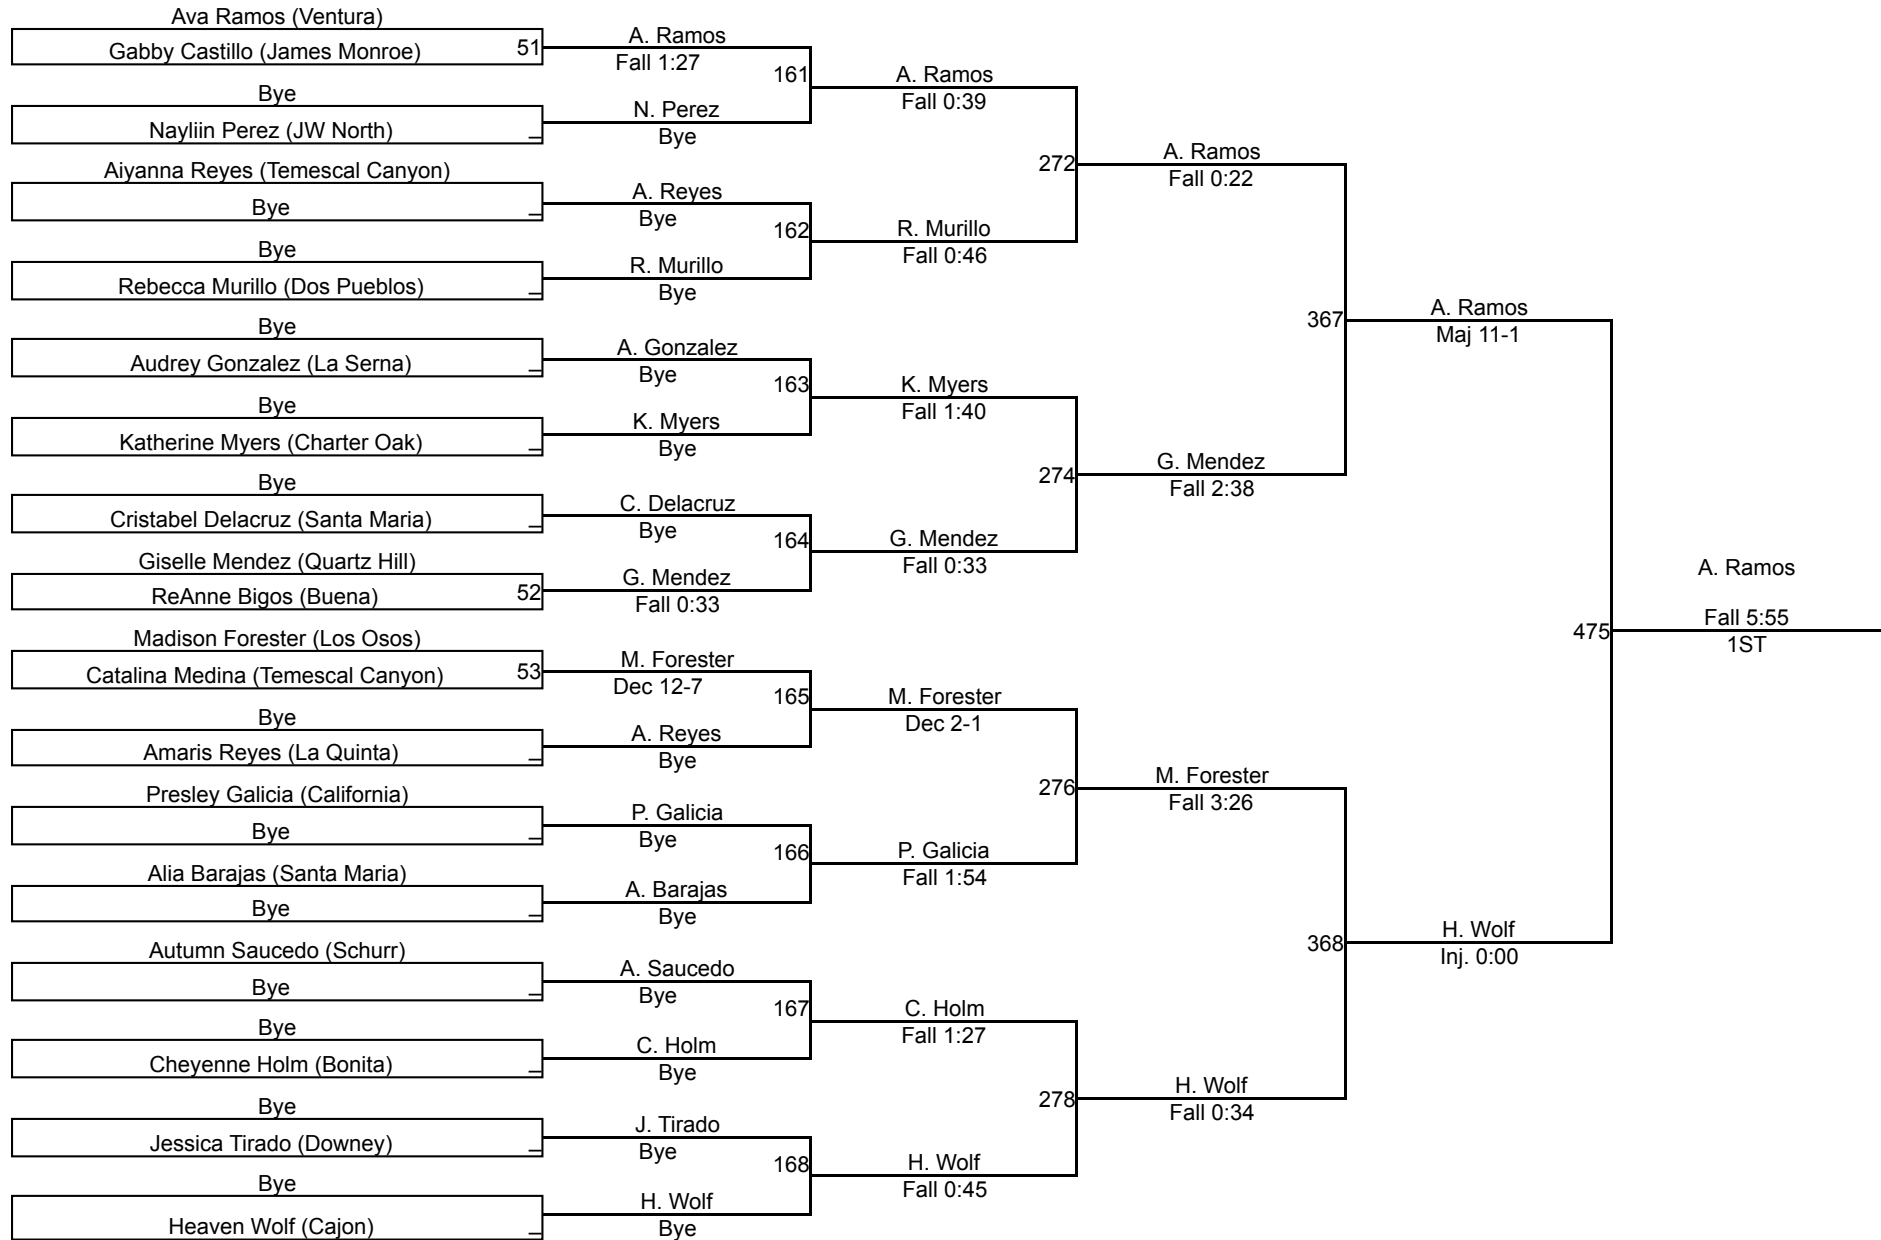 Ava Ramos (Ventura)
Gabby Castillo (James Monroe) 51
Bye
Nayliin Perez (JW North)
Aiyanna Reyes (Temescal Canyon)
Bye
Bye
Rebecca Murillo (Dos Pueblos)
Bye
Audrey Gonzalez (La Serna)
Bye
Katherine Myers (Charter Oak)
Bye
Cristabel Delacruz (Santa Maria)
Giselle Mendez (Quartz Hill)
ReAnne Bigos (Buena) 52
Madison Forester (Los Osos)
Catalina Medina (Temescal Canyon) 53
Bye
Amaris Reyes (La Quinta)
Presley Galicia (California)
Bye
Alia Barajas (Santa Maria)
Bye
Autumn Saucedo (Schurr)
Bye
Bye
Cheyenne Holm (Bonita)
Bye
Jessica Tirado (Downey)
Bye
Heaven Wolf (Cajon)
A. Ramos
Fall 1:27
161
N. Perez
Bye
A. Reyes
Bye
162
R. Murillo
Bye
A. Gonzalez
Bye
163
K. Myers
Bye
C. Delacruz
Bye
164
G. Mendez
Fall 0:33
M. Forester
Dec 12-7
165
A. Reyes
Bye
P. Galicia
Bye
166
A. Barajas
Bye
A. Saucedo
Bye
167
C. Holm
Bye
J. Tirado
Bye
168
H. Wolf
Bye
A. Ramos
Fall 0:39
272
R. Murillo
Fall 0:46
K. Myers
Fall 1:40
274
G. Mendez
Fall 0:33
M. Forester
Dec 2-1
276
P. Galicia
Fall 1:54
C. Holm
Fall 1:27
278
H. Wolf
Fall 0:45
A. Ramos
Fall 0:22
367
G. Mendez
Fall 2:38
M. Forester
Fall 3:26
368
H. Wolf
Fall 0:34
A. Ramos
Maj 11-1
475
H. Wolf
Inj. 0:00
A. Ramos
Fall 5:55
1ST